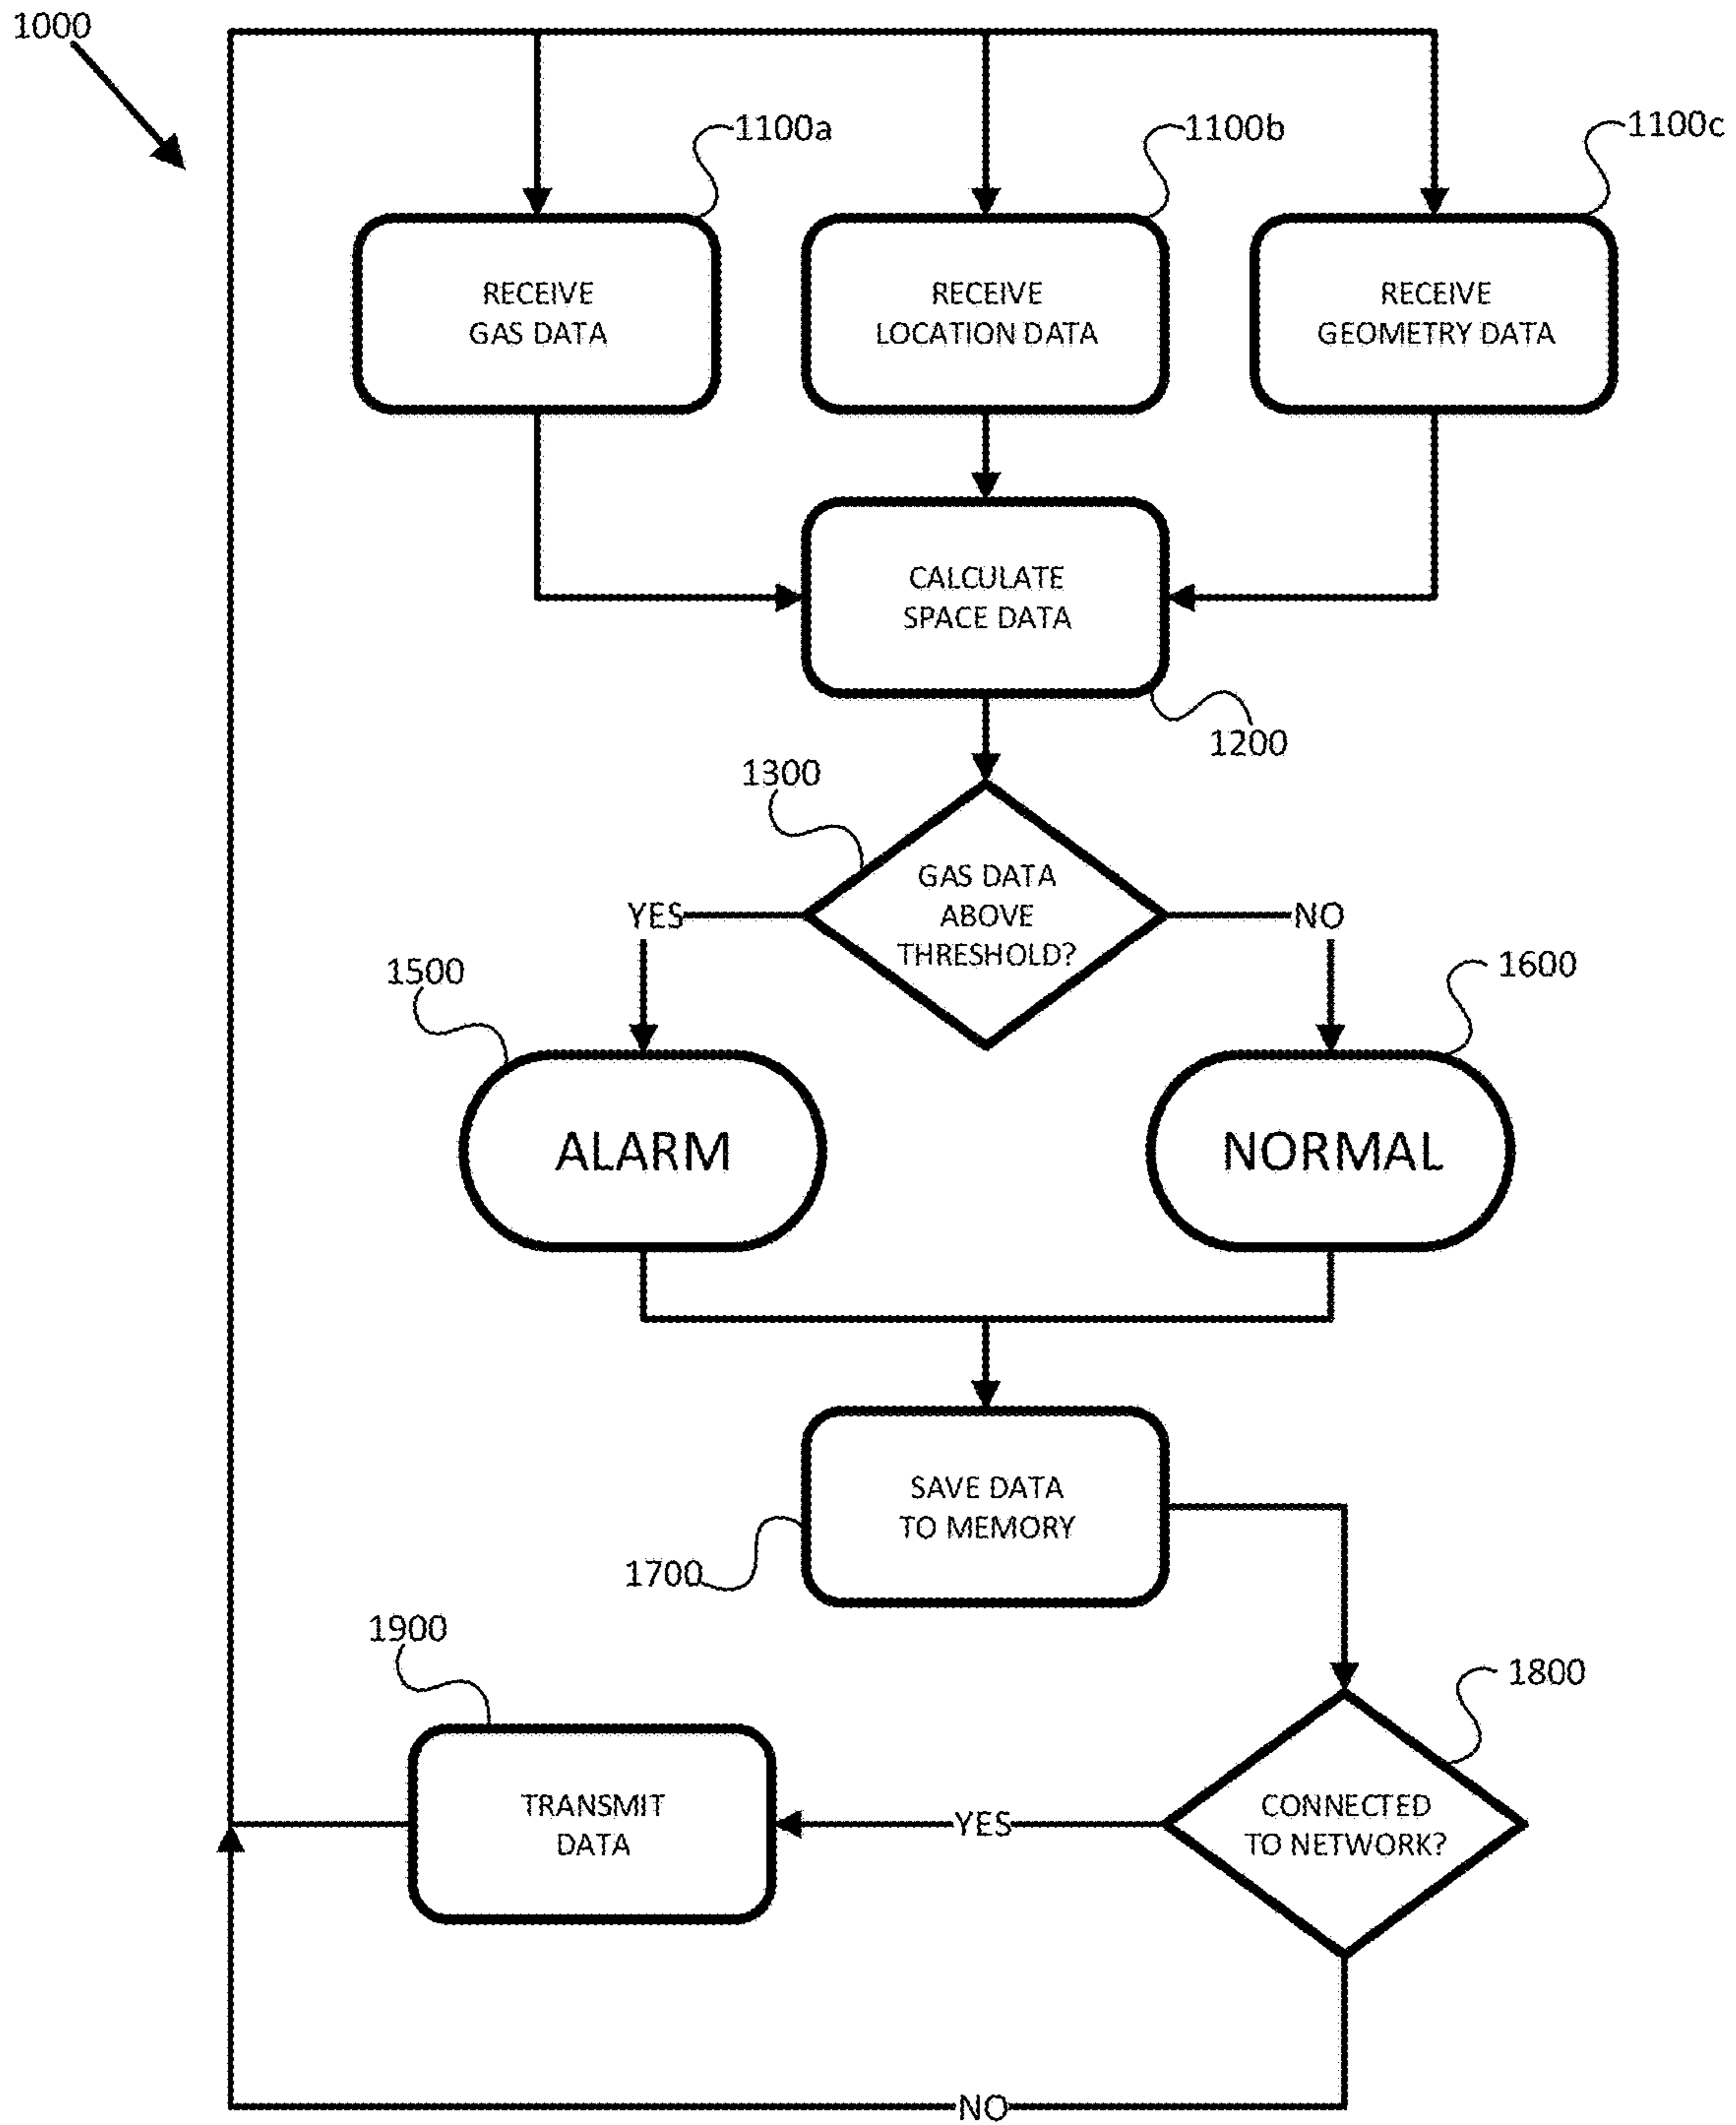 1000
1100a
1100b
1100c
RECEIVE
GAS DATA
RECEIVE
LOCATION DATA
RECEIVE
GEOMETRY DATA
CALCULATE
SPACE DATA
1200
1300
GAS DATA
ABOVE
THRESHOLD?
YES
NO
1500
1600
ALARM
NORMAL
SAVE DATA
TO MEMORY
1700
1900
1800
TRANSMIT
DATA
YES
CONNECTED
TO NETWORK?
NO